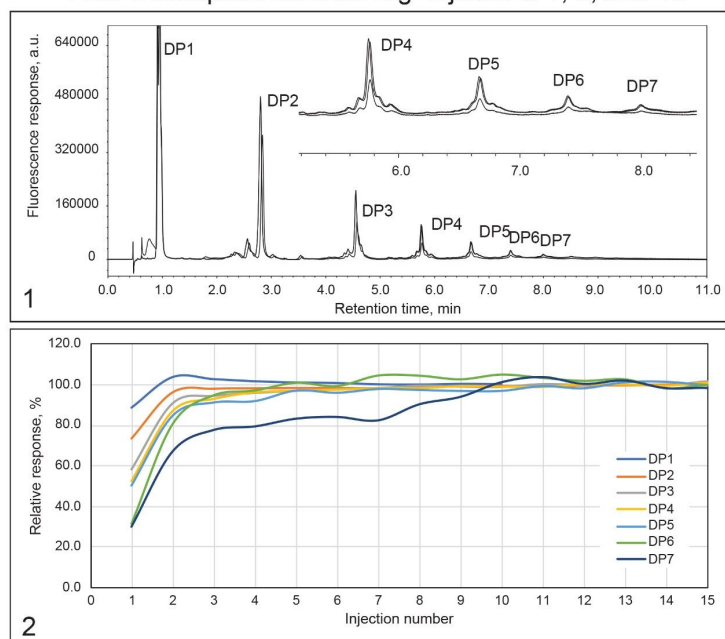 1
Fluorescence response, a.u.
640000
480000
320000
160000
0
DP1
DP2
DP3
DP4
DP5
DP6
DP7
DP4
DP5
DP6
DP7
6.0
7.0
8.0
0.0
1.0
2.0
3.0
4.0
5.0
6.0
7.0
8.0
9.0
10.0
11.0
Retention time, min
2
Relative response, %
120.0
100.0
80.0
60.0
40.0
20.0
0.0
DP1
DP2
DP3
DP4
DP5
DP6
DP7
0
1
2
3
4
5
6
7
8
9
10
11
12
13
14
15
Injection number